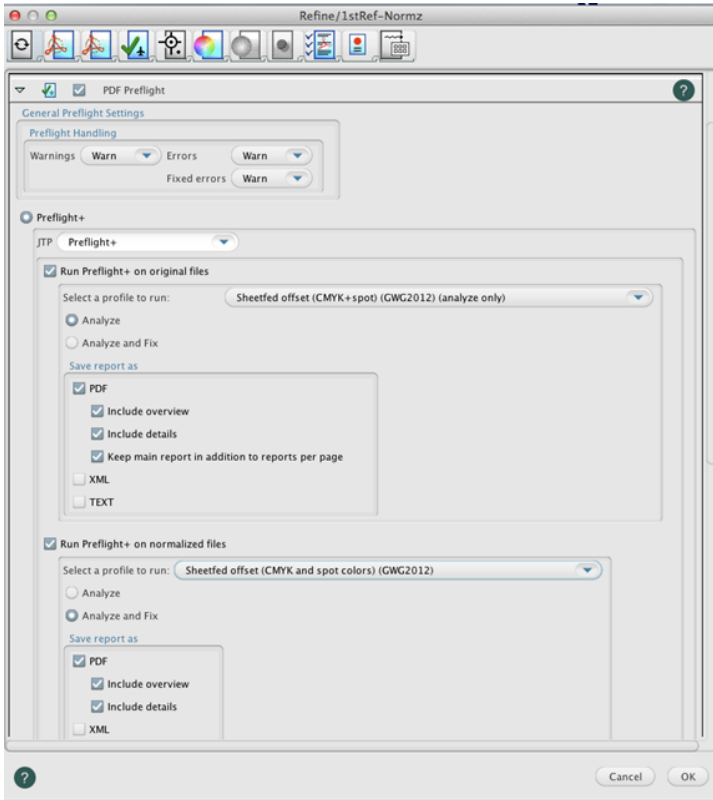 Refine/1stRef-Normz
PDF Preflight ?
General Preflight Settings
Preflight Handling
Warnings Warn Errors Warn
Fixed errors Warn
Preflight+
JTP Preflight+
Run Preflight+ on original files
Select a profile to run: Sheetfed offset (CMYK+spot) (GWG2012) (analyze only)
Analyze
Analyze and Fix
Save report as
PDF
Include overview
Include details
Keep main report in addition to reports per page
XML
TEXT
Run Preflight+ on normalized files
Select a profile to run: Sheetfed offset (CMYK and spot colors) (GWG2012)
Analyze
Analyze and Fix
Save report as
PDF
Include overview
Include details
XML
? Cancel OK